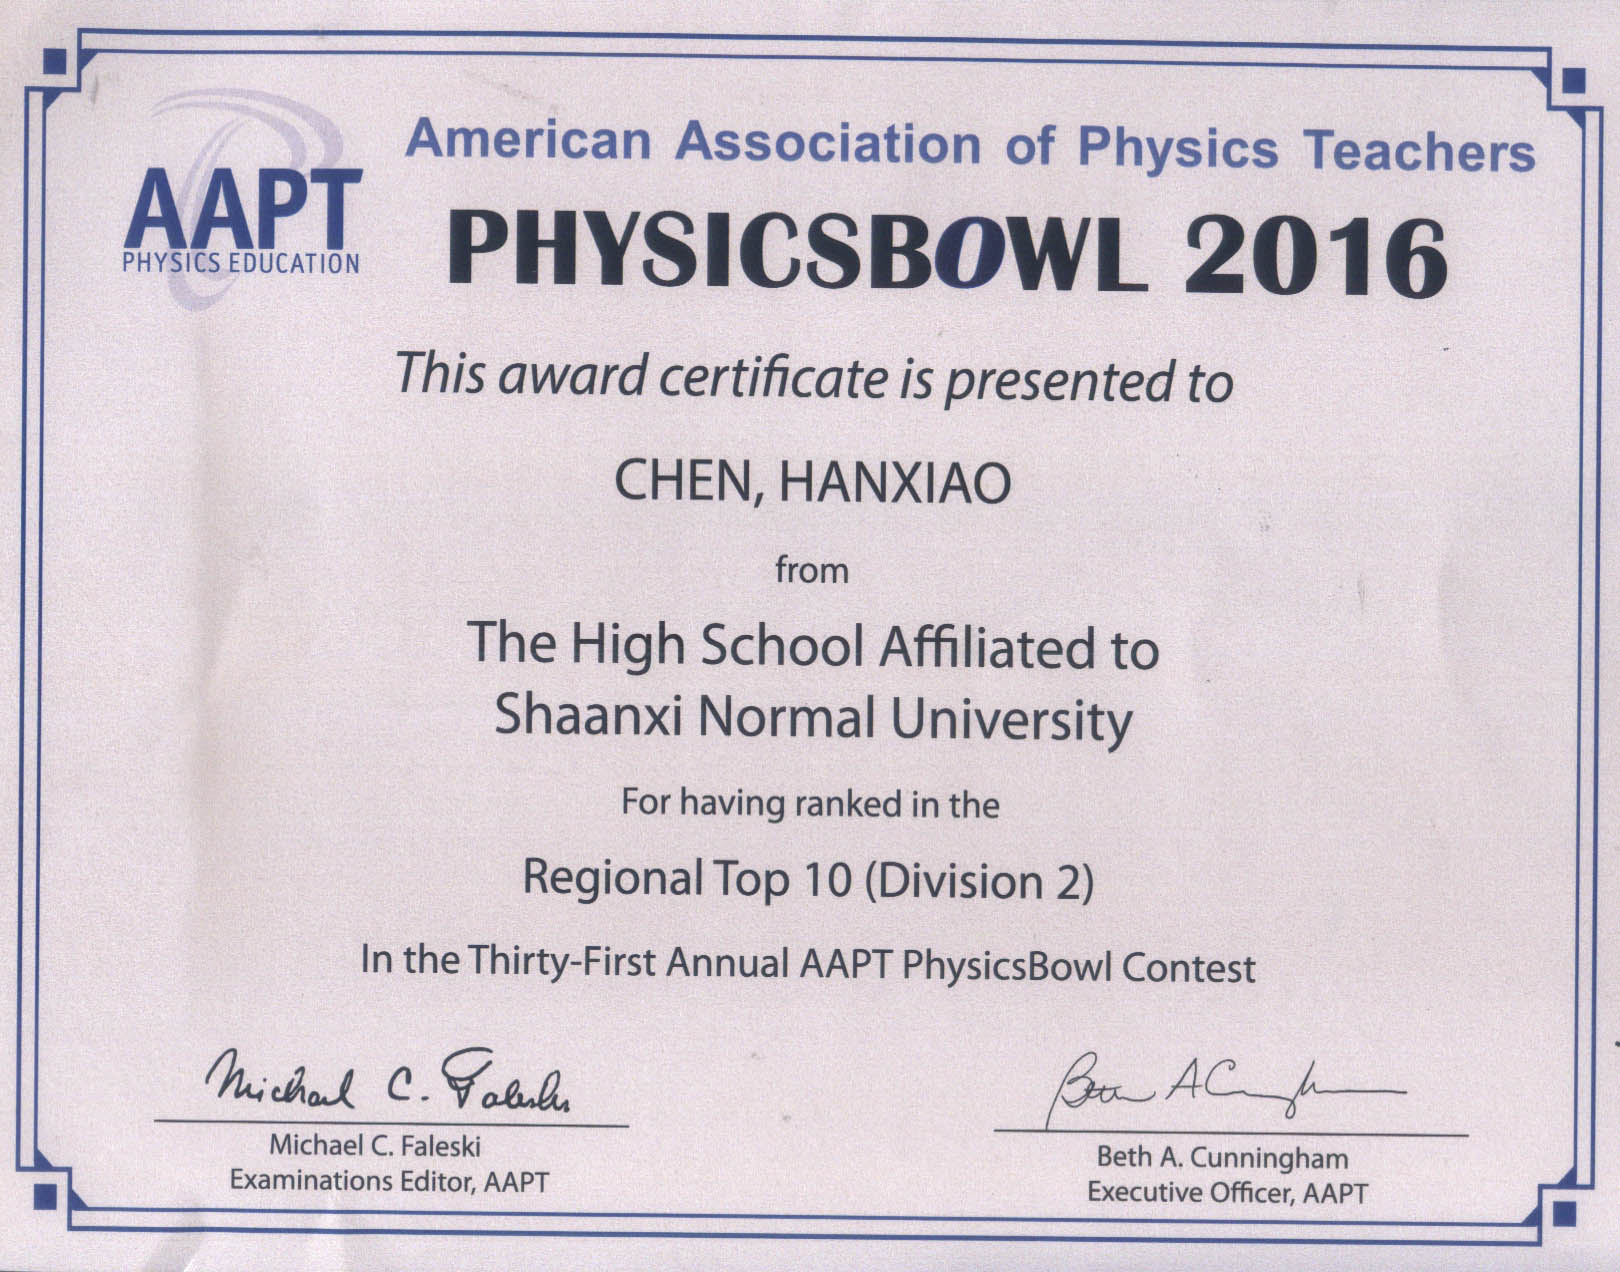 AAPT
PHYSICS EDUCATION
American Association of Physics Teachers
PHYSICSBOWL 2016
This award certificate is presented to
CHEN, HANXIAO
from
The High School Affiliated to
Shaanxi Normal University
For having ranked in the
Regional Top 10 (Division 2)
In the Thirty-First Annual AAPT PhysicsBowl Contest
Michael C. Faleski
Michael C. Faleski
Examinations Editor, AAPT
Beth A Cunningham
Beth A. Cunningham
Executive Officer, AAPT